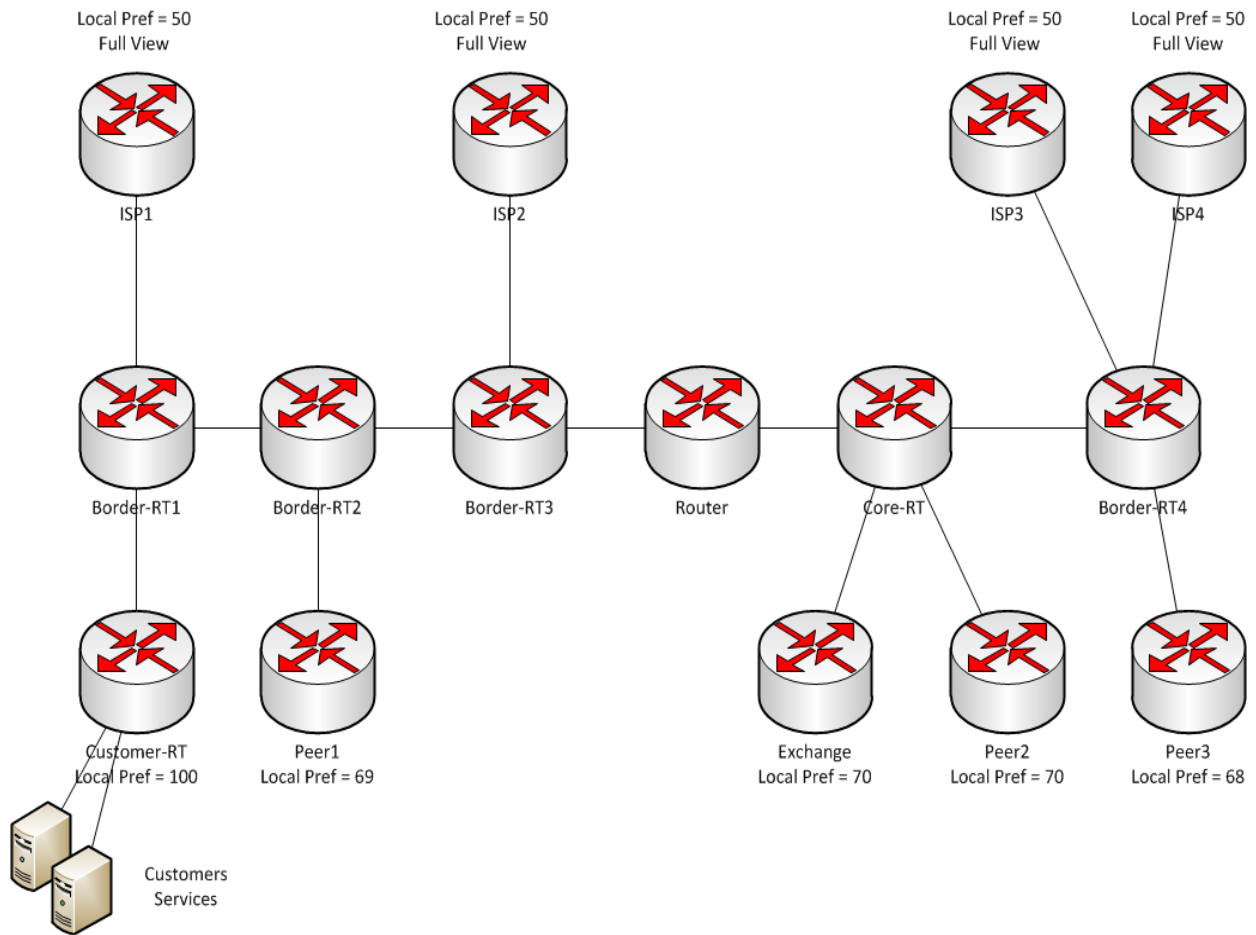 Local Pref = 50
Full View
Local Pref = 50
Full View
Local Pref = 50
Full View
Local Pref = 50
Full View
ISP1
ISP2
ISP3
ISP4
Border-RT1
Border-RT2
Border-RT3
Router
Core-RT
Border-RT4
Customer-RT
Local Pref = 100
Peer1
Local Pref = 69
Exchange
Local Pref = 70
Peer2
Local Pref = 70
Peer3
Local Pref = 68
Customers
Services